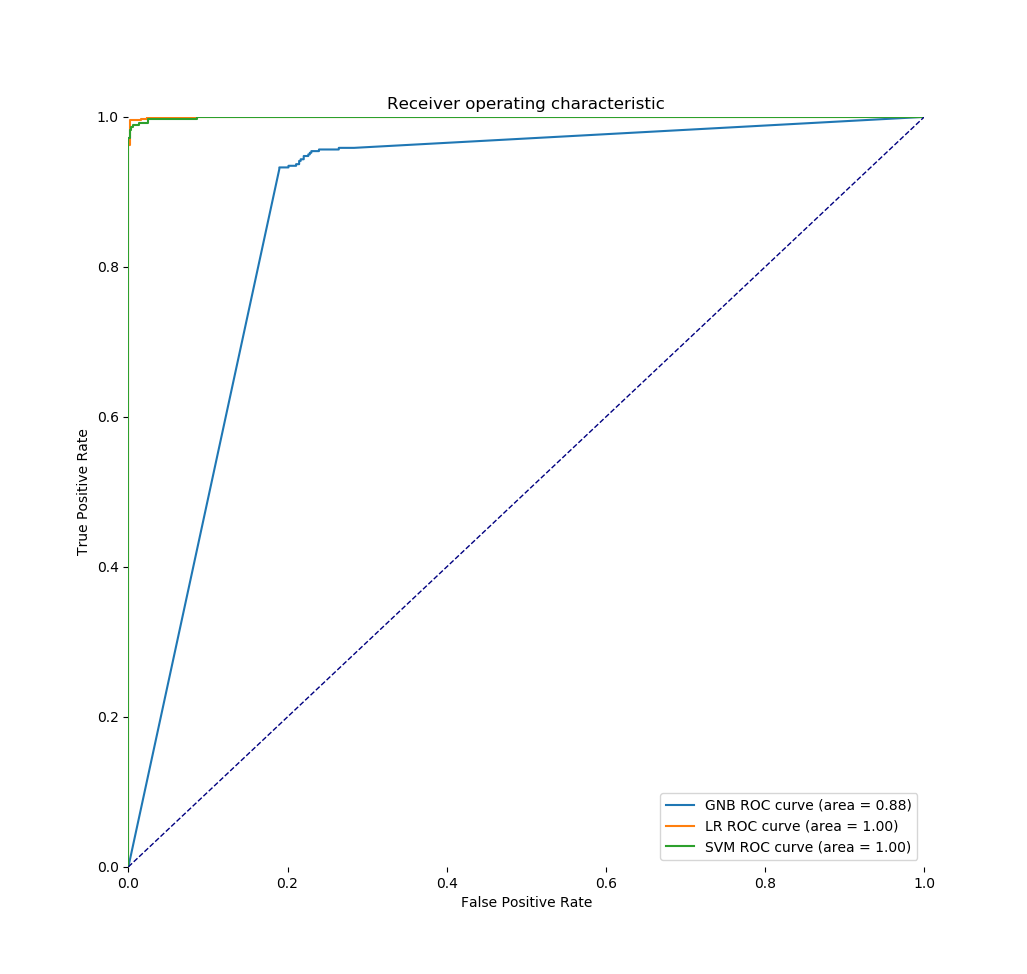 Receiver operating characteristic
1.0
0.8
0.6
0.4
0.2
0.0
True Positive Rate
GNB ROC curve (area = 0.88)
LR ROC curve (area = 1.00)
SVM ROC curve (area = 1.00)
0.0 0.2 0.4 0.6 0.8 1.0
False Positive Rate